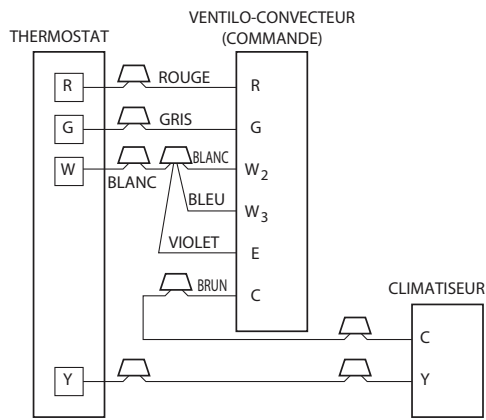 VENTILO-CONVECTEUR
(COMMANDE)
THERMOSTAT
R
ROUGE
R
G
GRIS
G
W
BLANC
BLANC
W2
BLEU
W3
VIOLET
E
BRUN
C
CLIMATISEUR
C
Y
Y